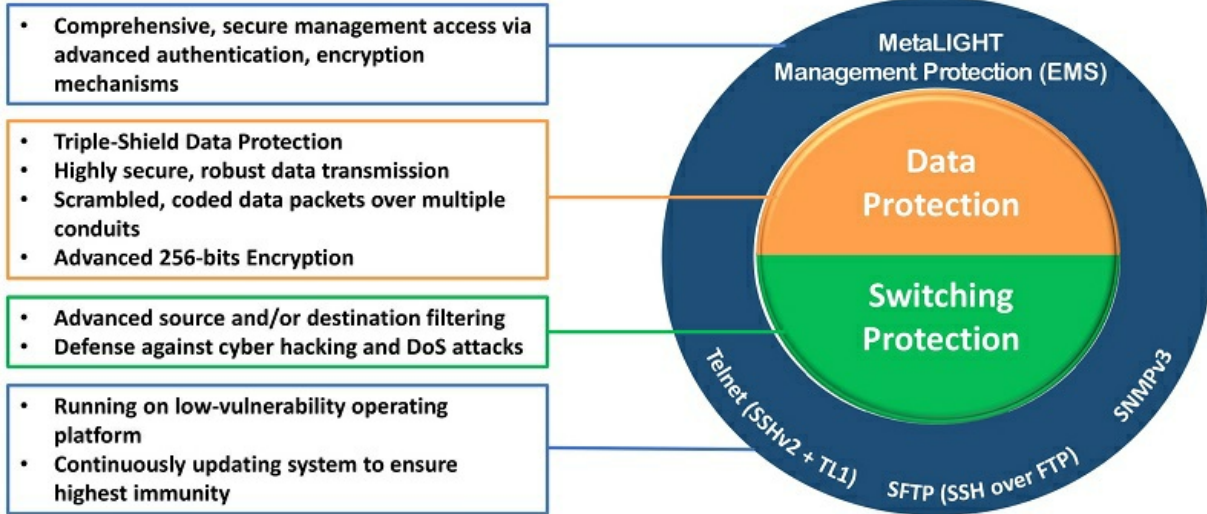 • Comprehensive, secure management access via
advanced authentication, encryption
mechanisms
• Triple-Shield Data Protection
• Highly secure, robust data transmission
• Scrambled, coded data packets over multiple
conduits
• Advanced 256-bits Encryption
• Advanced source and/or destination filtering
• Defense against cyber hacking and DoS attacks
• Running on low-vulnerability operating
platform
• Continuously updating system to ensure
highest immunity
MetaLIGHT
Management Protection (EMS)
Data
Protection
Switching
Protection
Telnet (SSHv2 + TL1)
SFTP (SSH over FTP)
SNMPv3